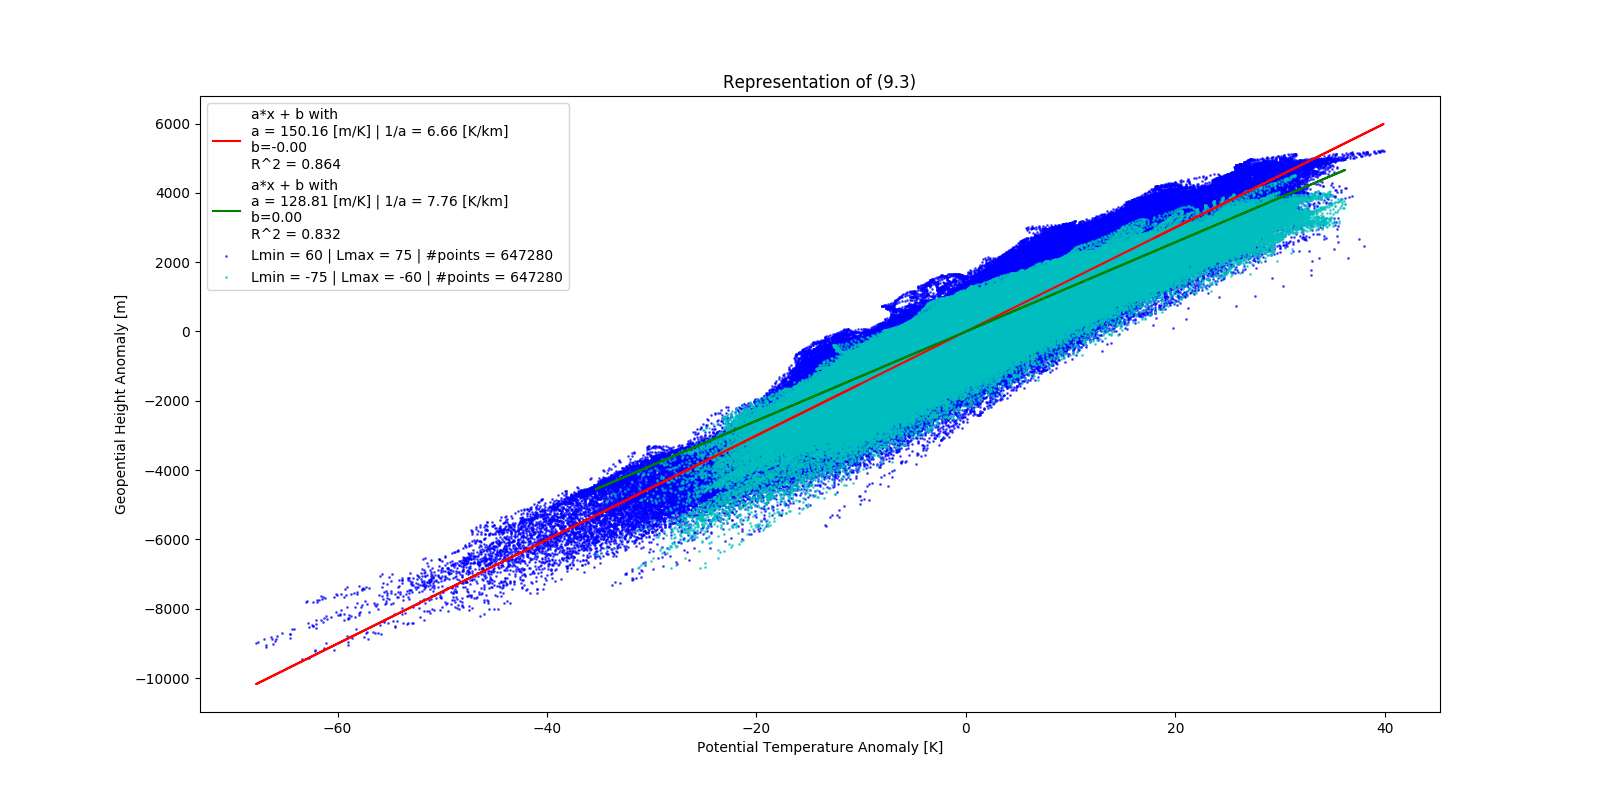 Representation of (9.3)
a*x + b with
a = 150.16 [m/K] | 1/a = 6.66 [K/km]
b=-0.00
R^2 = 0.864
a*x + b with
a = 128.81 [m/K] | 1/a = 7.76 [K/km]
b=0.00
R^2 = 0.832
Lmin = 60 | Lmax = 75 | #points = 647280
Lmin = -75 | Lmax = -60 | #points = 647280
6000
4000
2000
0
−2000
−4000
−6000
−8000
−10000
Geopential Height Anomaly [m]
−60
−40
−20
0
20
40
Potential Temperature Anomaly [K]